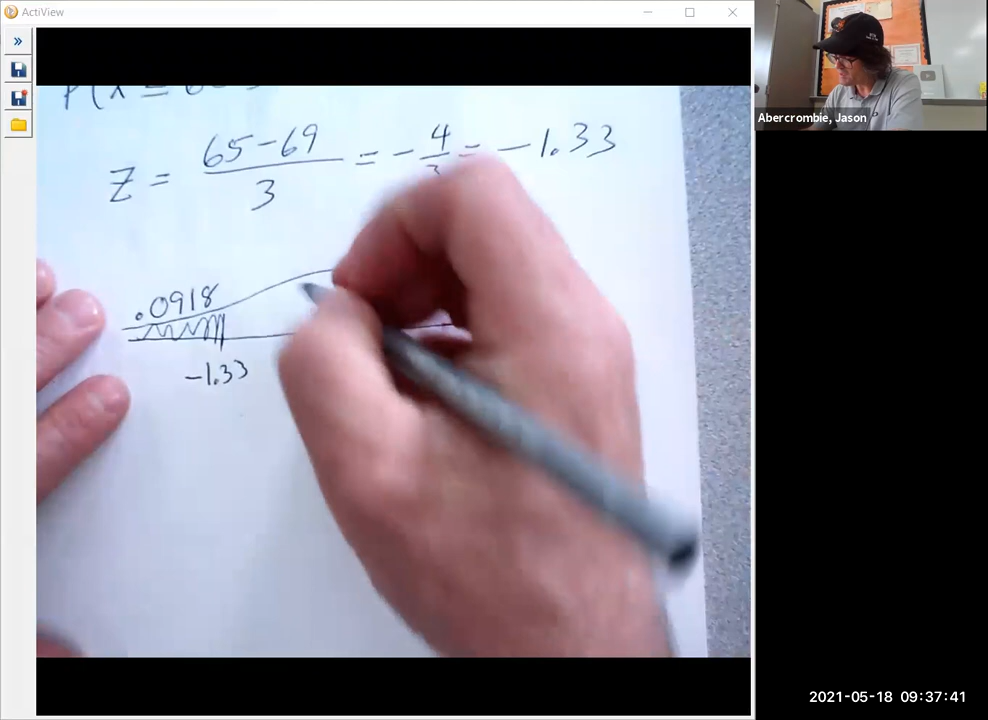 ActiView
Z = 65-69 / 3 = - 4 = -1.33
.0918
-1.33
Abercrombie, Jason
2021-05-18 09:37:41